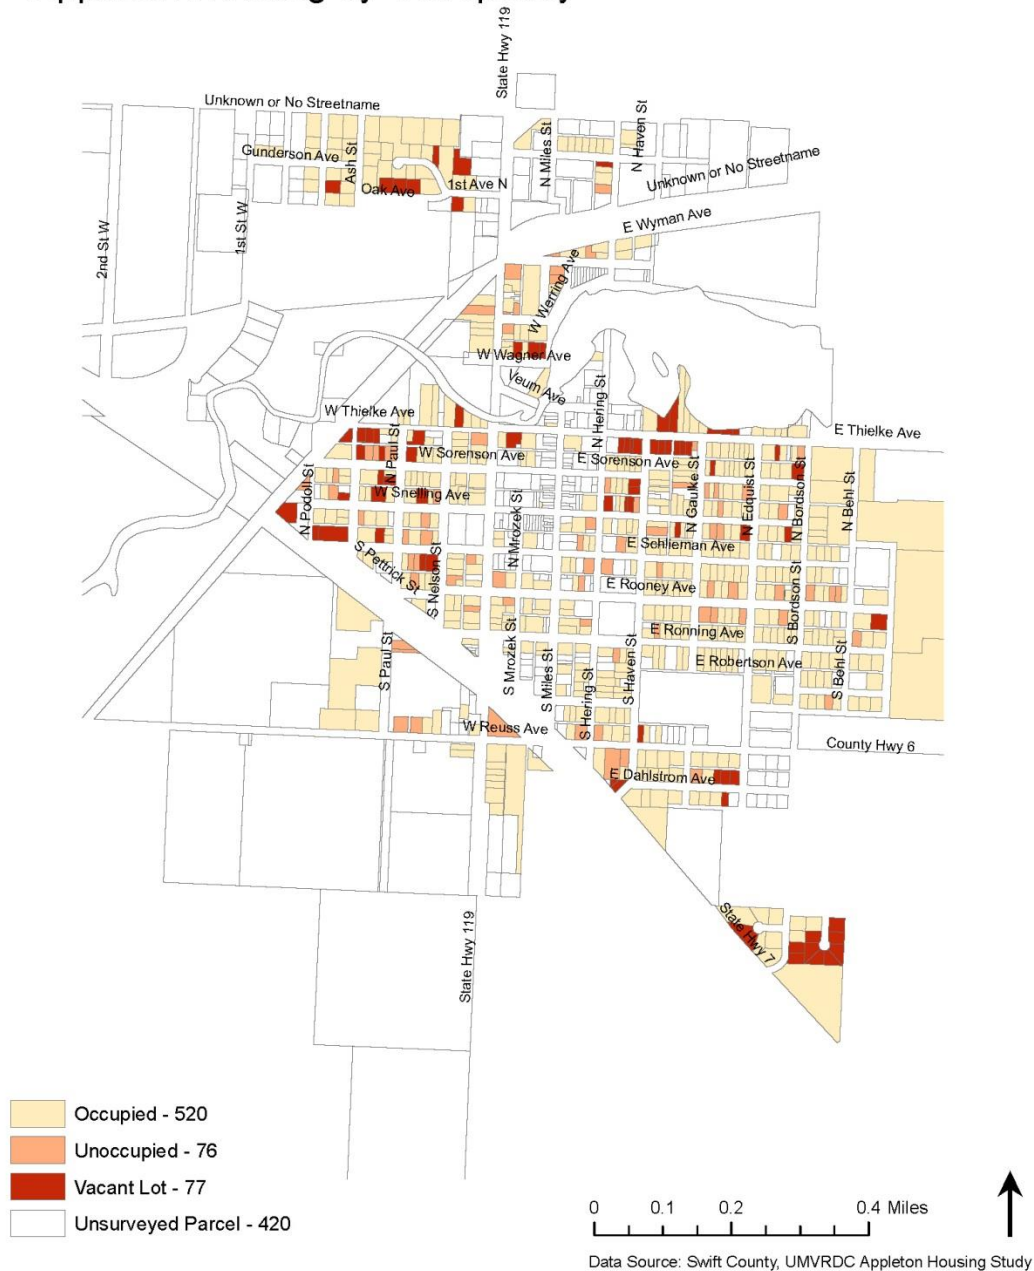 State Hwy 119
Unknown or No Streetname
N Haven St
N Miles St
Gunderson Ave
Ash St
Unknown or No Streetname
1st Ave N
Oak Ave
E Wyman Ave
1st St W
2nd St W
W Werring Ave
W Wagner Ave
Veum Ave
N Hering St
W Thielke Ave
E Thielke Ave
N Paul St
W Sorenson Ave
E Sorenson Ave
N Gaulke St
N Edquist St
N Bordson St
N Behl St
N Podoll St
W Snelling Ave
N Mrozek St
E Schlieman Ave
S Pettrick St
S Nelson St
E Rooney Ave
S Bordson St
E Ronning Ave
S Paul St
S Mrozek St
S Miles St
S Hering St
S Haven St
E Robertson Ave
S Behl St
W Reuss Ave
County Hwy 6
E Dahlstrom Ave
State Hwy 7
State Hwy 119
Occupied - 520
Unoccupied - 76
Vacant Lot - 77
Unsurveyed Parcel - 420
0 0.1 0.2 0.4 Miles
Data Source: Swift County, UMVRDC Appleton Housing Study